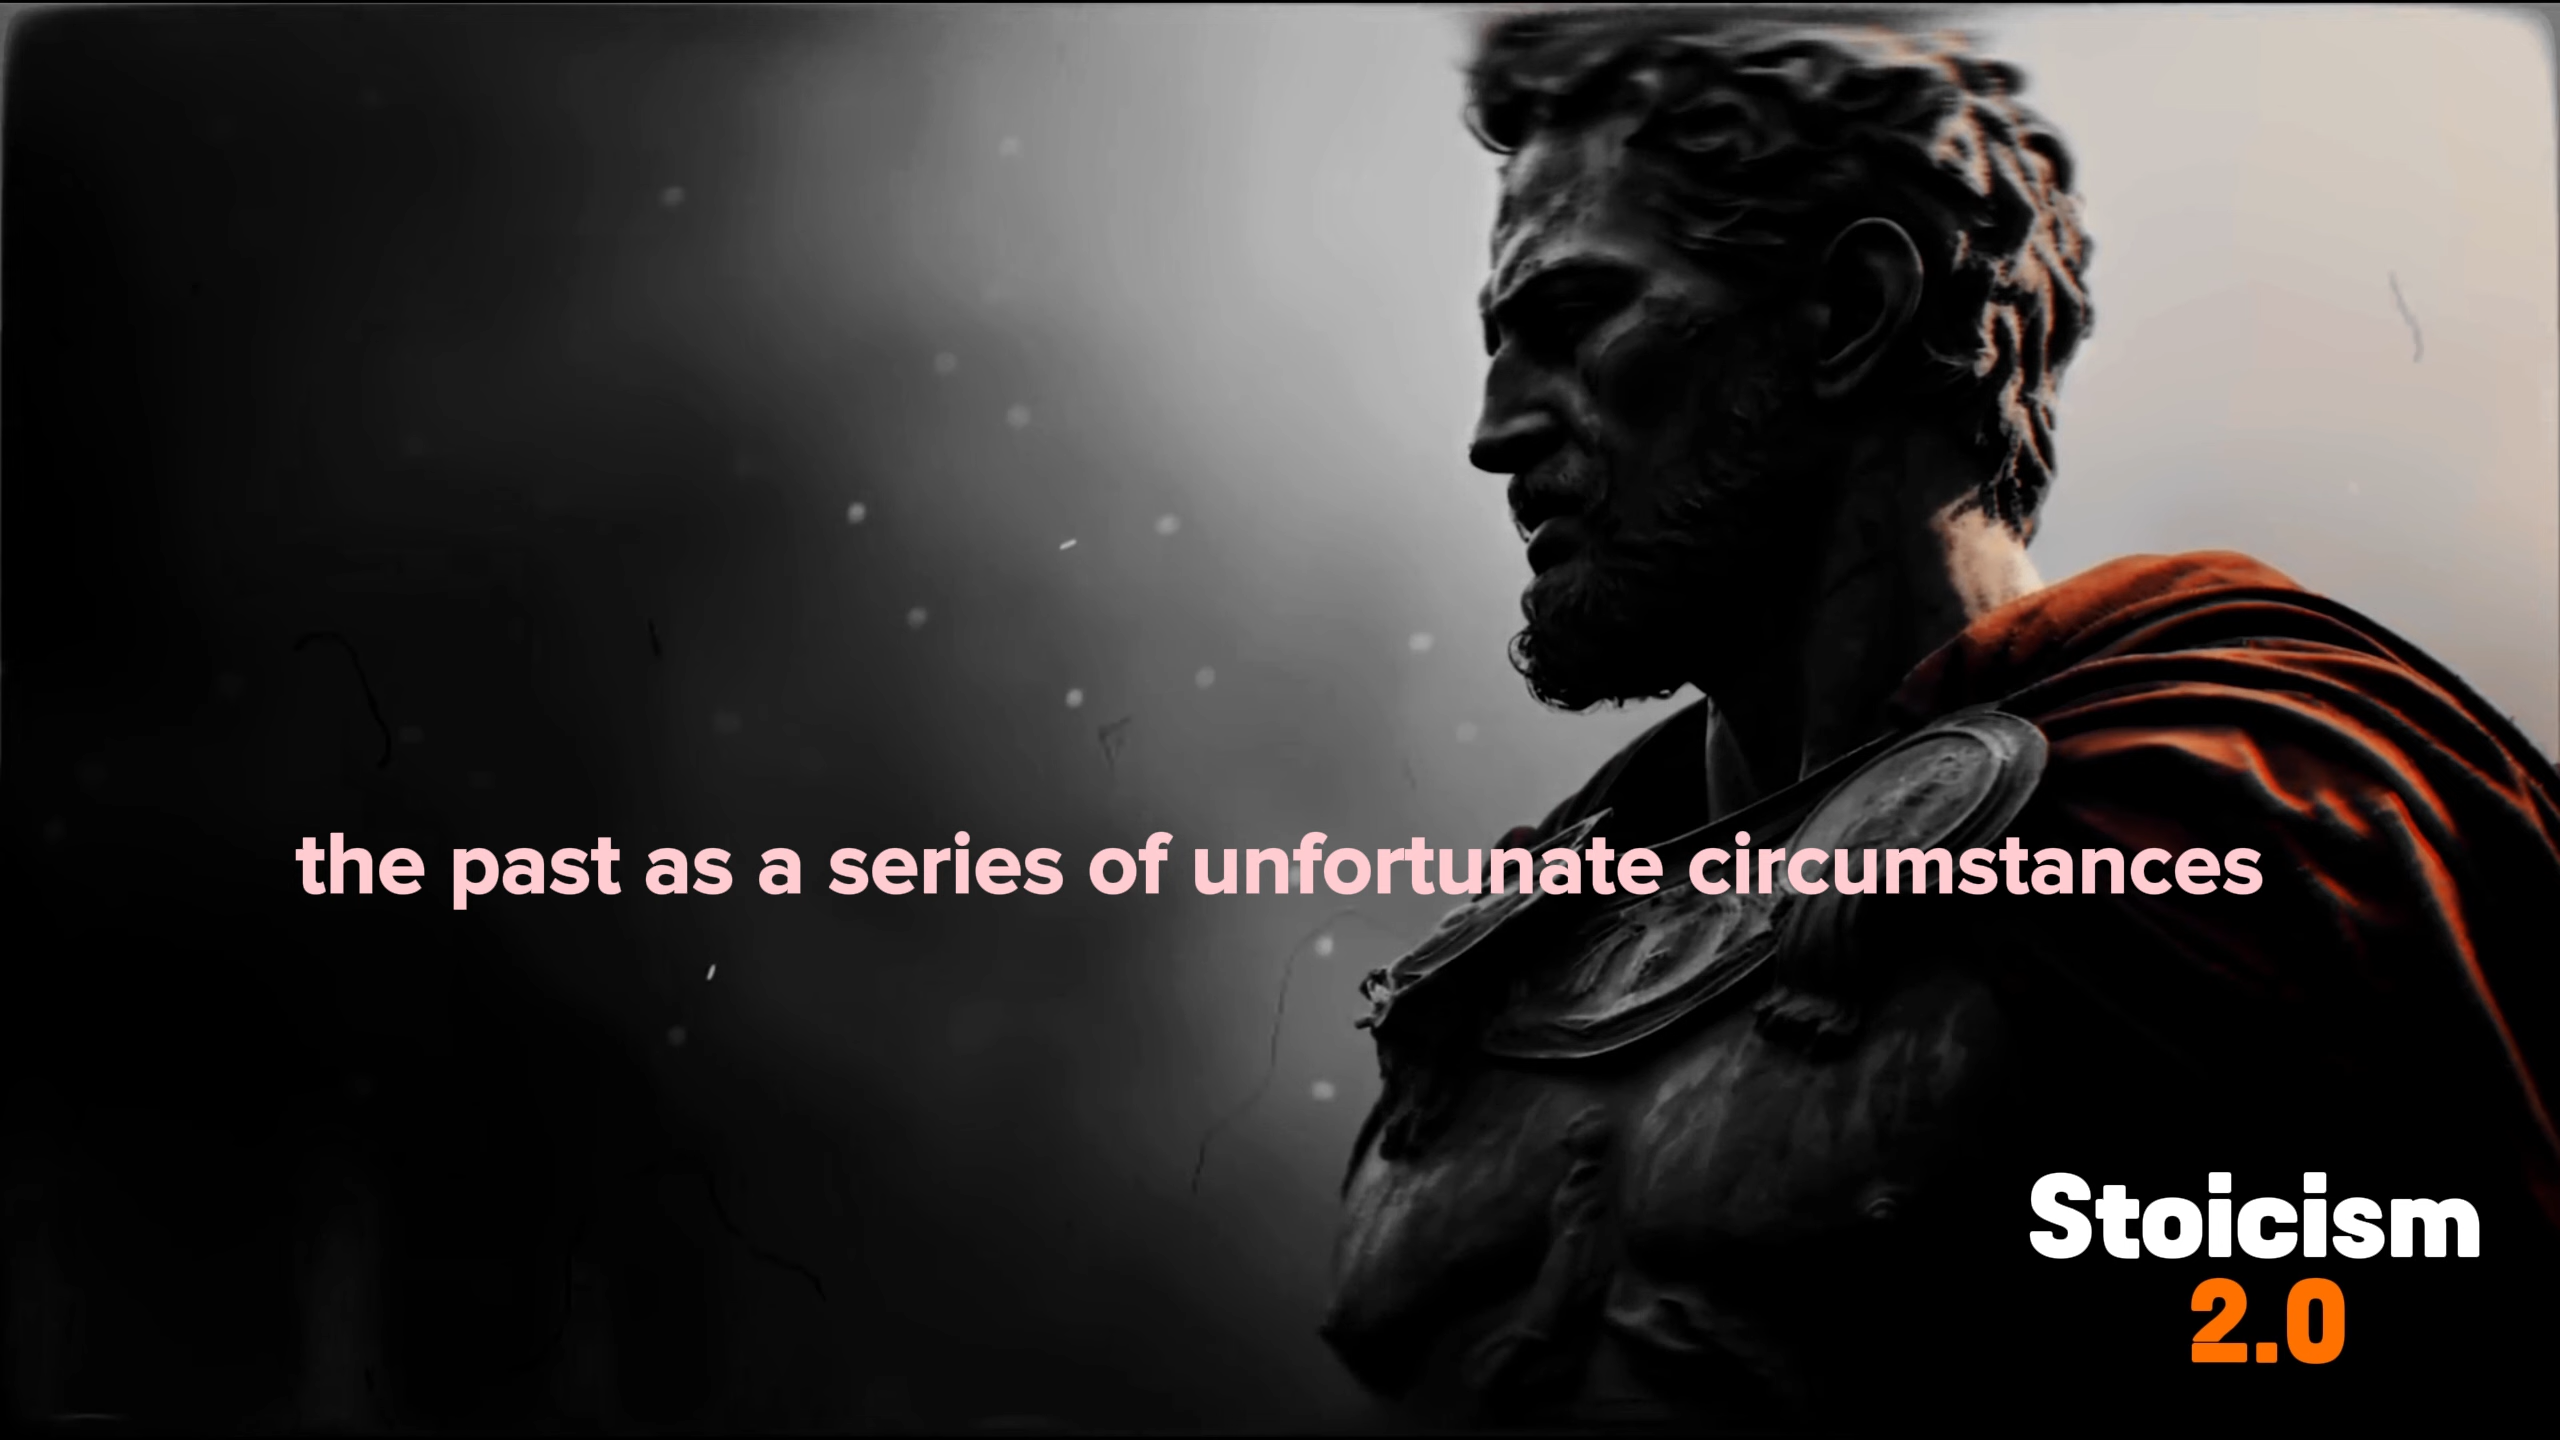 the past as a series of unfortunate circumstances
Stoicism
2.0